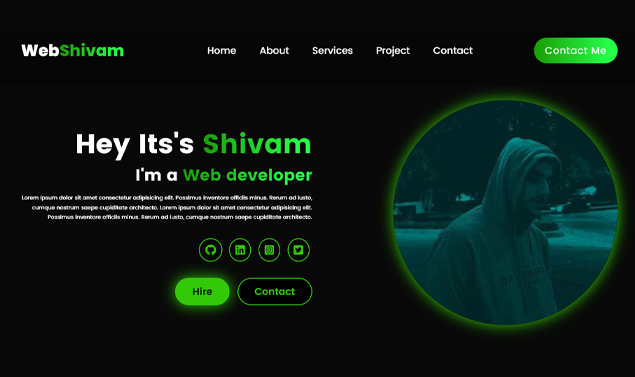 WebShivam
Home About Services Project Contact
Contact Me
Hey Its's Shivam
I'm a Web developer
Lorem ipsum dolor sit amet consectetur adipisicing elit. Possimus inventore officiis minus. Rerum ad iusto,
cumque nostrum saepe cupiditate architecto. Lorem ipsum dolor sit amet consectetur adipisicing elit.
Possimus inventore officiis minus. Rerum ad iusto, cumque nostrum saepe cupiditate architecto.
Hire
Contact